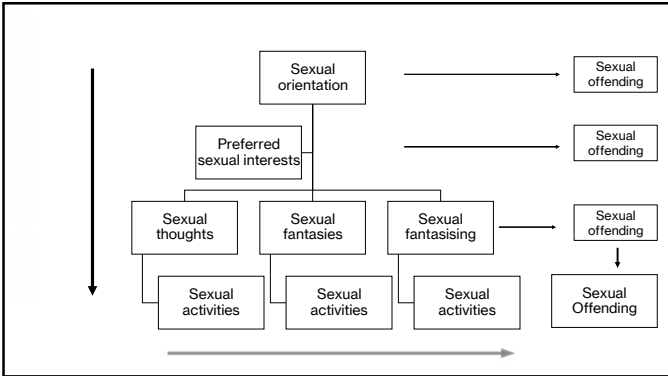 Sexual
orientation
Sexual
offending
Preferred
sexual interests
Sexual
offending
Sexual
thoughts
Sexual
fantasies
Sexual
fantasising
Sexual
offending
Sexual
activities
Sexual
activities
Sexual
activities
Sexual
Offending